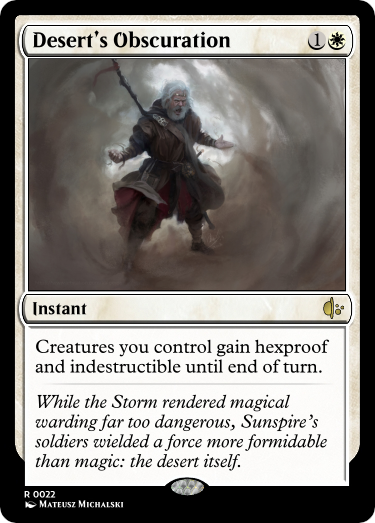 Desert's Obscuration 1
Instant
Creatures you control gain hexproof
and indestructible until end of turn.
While the Storm rendered magical
warding far too dangerous, Sunspire's
soldiers wielded a force more formidable
than magic: the desert itself.
R 0022
Mateusz Michalski